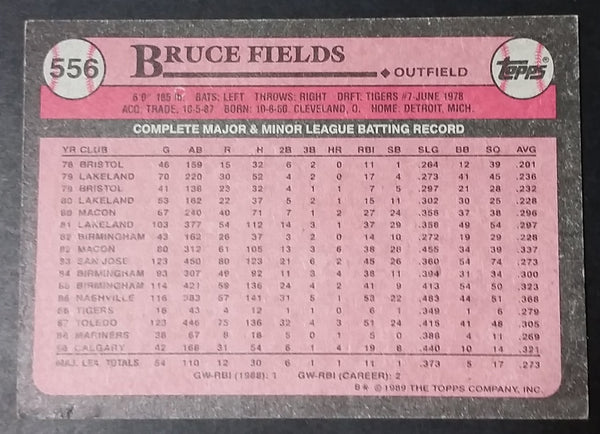 556
BRUCE FIELDS
OUTFIELD
Topps®
6'0" 185 lb. BATS: LEFT THROWS: RIGHT DRFT: TIGERS #7-JUNE 1978
ACQ: TRADE, 10-5-87 BORN: 10-6-60, CLEVELAND, O. HOME: DETROIT, MICH.
COMPLETE MAJOR & MINOR LEAGUE BATTING RECORD
YR CLUB G AB R H 2B 3B HR RBI SB SLG BB SO AVG
78 BRISTOL 46 159 15 32 6 2 0 11 1 .264 12 39 .201
79 LAKELAND 70 220 30 52 4 2 0 11 4 .273 41 45 .236
79 BRISTOL 41 138 23 32 3 0 1 7 5 .297 21 28 .232
80 LAKELAND 53 162 17 37 5 2 1 15 4 .302 30 25 .228
80 MACON 67 240 40 71 7 1 2 27 .358 37 38 .296
81 LAKELAND 103 377 54 112 14 3 1 37 29 .549 54 .297
82 BIRMINGHAM 43 162 26 37 3 2 0 14 10 .272 19 29 .228
82 MACON 80 312 61 105 13 3 6 38 28 .455 34 39 .337
83 SAN JOSE 123 450 80 124 21 6 2 45 26 .360 54 74
84 BIRMINGHAM 93 307 49 92 11 3 4 38 11 .394 31 34 .300
85 BIRMINGHAM 114 421 59 136 24 4 5 58 9 .413 54 50 .323
86 NASHVILLE 116 383 57 141 31 5 1 53 22 .483 44 51 .368
86 TIGERS 16 43 4 12 1 1 0 6 1 .349 1 6 .279
87 TOLEDO 123 446 75 136 32 4 3 51 24 .415 41 48 .305
88 MARINERS 38 67 8 18 5 0 1 5 0 .388 4 11 .269
88 CALGARY 42 168 31 54 6 1 4 19 8 .440 10 14 .321
MAJ. LEA. TOTALS 54 110 12 30 6 1 1 11 1 .373 5 17 .273
GW-RBI (1988): 1 GW-RBI (CAREER): 2
B* © 1989 THE TOPPS COMPANY, INC.